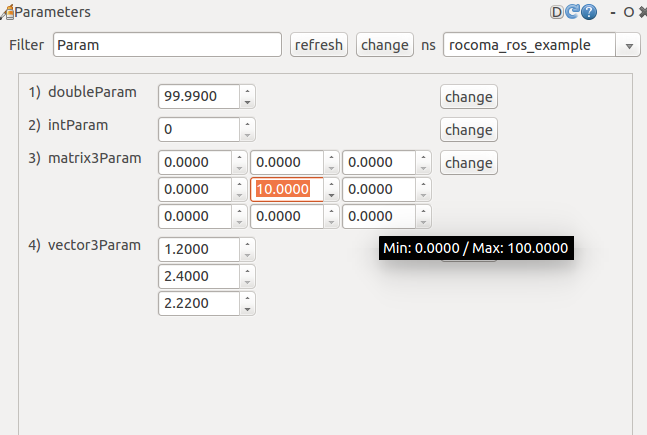 Parameters D ? - O ×
Filter Param refresh change ns rocoma_ros_example
1) doubleParam 99.9900 change
2) intParam 0 change
3) matrix3Param 0.0000 0.0000 0.0000 change
0.0000 10.0000 0.0000
0.0000 0.0000 0.0000
4) vector3Param 1.2000
Min: 0.0000 / Max: 100.0000
2.4000
2.2200